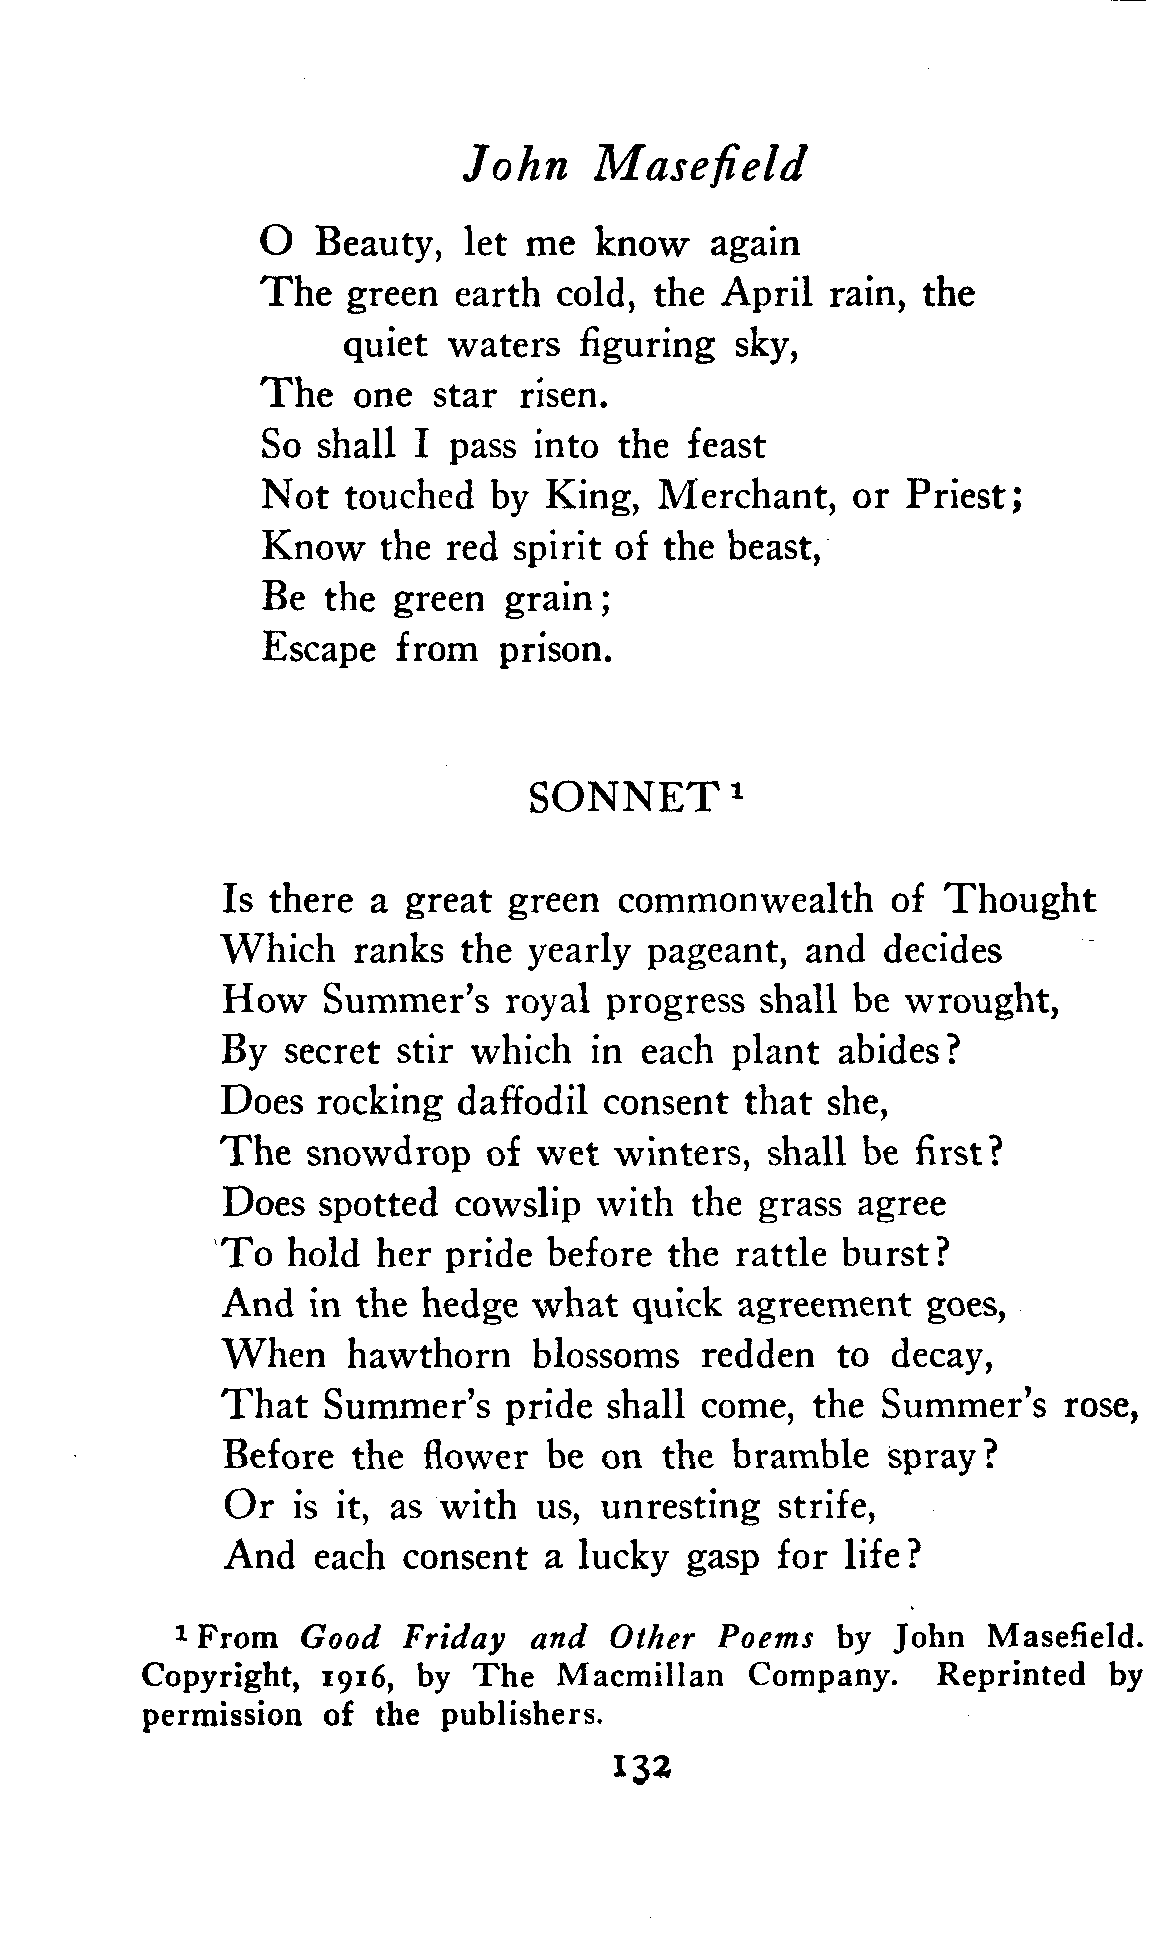 John Masefield
O Beauty, let me know again
The green earth cold, the April rain, the
quiet waters figuring sky,
The one star risen.
So shall I pass into the feast
Not touched by King, Merchant, or Priest;
Know the red spirit of the beast,
Be the green grain;
Escape from prison.
SONNET ¹
Is there a great green commonwealth of Thought
Which ranks the yearly pageant, and decides
How Summer's royal progress shall be wrought,
By secret stir which in each plant abides?
Does rocking daffodil consent that she,
The snowdrop of wet winters, shall be first?
Does spotted cowslip with the grass agree
To hold her pride before the rattle burst?
And in the hedge what quick agreement goes,
When hawthorn blossoms redden to decay,
That Summer's pride shall come, the Summer's rose,
Before the flower be on the bramble spray?
Or is it, as with us, unresting strife,
And each consent a lucky gasp for life?
¹ From Good Friday and Other Poems by John Masefield.
Copyright, 1916, by The Macmillan Company. Reprinted by
permission of the publishers.
132